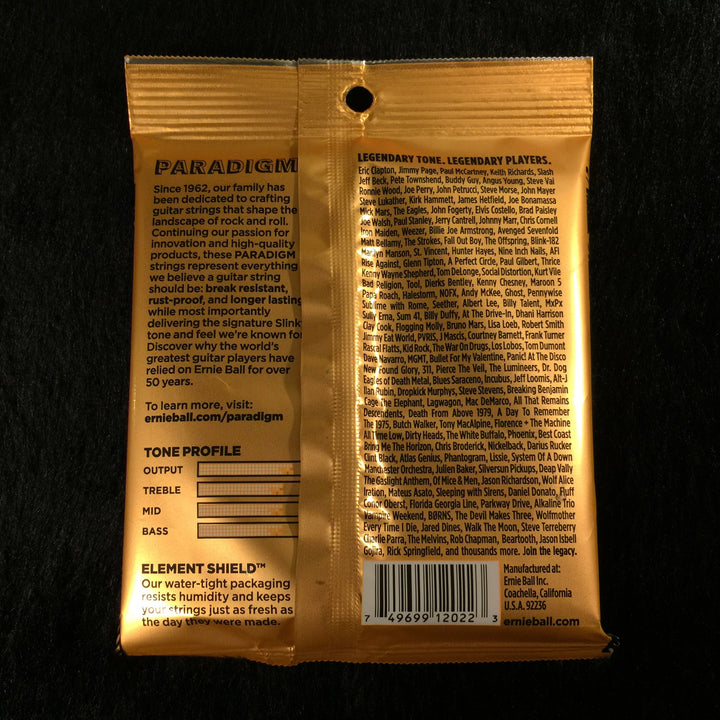 PARADIGM
Since 1962, our family has
been dedicated to crafting
guitar strings that shape the
landscape of rock and roll.
Continuing our passion for
innovation and high-quality
products, these PARADIGM
strings represent everything
we believe a guitar string
should be: break resistant,
rust-proof, and longer lasting
while most importantly
delivering the signature Slink
tone and feel we're known for
Discover why the world's
greatest guitar players have
relied on Ernie Ball for over
50 years.
To learn more, visit:
ernieball.com/paradigm
TONE PROFILE
OUTPUT
TREBLE
MID
BASS
ELEMENT SHIELD™
Our water-tight packaging
resists humidity and keeps
your strings just as fresh as
the day they were made.
LEGENDARY TONE. LEGENDARY PLAYERS.
Eric Clapton, Jimmy Page, Paul McCartney, Keith Richards, Slash
Jeff Beck, Pete Townshend, Buddy Guy, Angus Young, Steve Vai
Ronnie Wood, Joe Perry, John Petrucci, Steve Morse, John Mayer
Steve Lukather, Kirk Hammett, James Hetfield, Joe Bonamassa
Mick Mars, The Eagles, John Fogerty, Elvis Costello, Brad Paisley
Joe Walsh, Paul Stanley, Jerry Cantrell, Johnny Marr, Chris Cornell
Iron Maiden, Weezer, Billie Joe Armstrong, Avenged Sevenfold
Matt Bellamy, The Strokes, Fall Out Boy, The Offspring, Blink-182
Marilyn Manson, St. Vincent, Hunter Hayes, Nine Inch Nails, AFI
Rise Against, Glenn Tipton, A Perfect Circle, Paul Gilbert, Thrice
Kenny Wayne Shepherd, Tom DeLonge, Social Distortion, Kurt Vile
Bad Religion, Tool, Dierks Bentley, Kenny Chesney, Maroon 5
Papa Roach, Halestorm, NOFX, Andy McKee, Ghost, Pennywise
Sublime with Rome, Seether, Albert Lee, Billy Talent, MxPx
Sully Erna, Sum 41, Billy Duffy, At The Drive-In, Dhani Harrison
Clay Cook, Flogging Molly, Bruno Mars, Lisa Loeb, Robert Smith
Jimmy Eat World, PVRIS, J Mascis, Courtney Barnett, Frank Turner
Rascal Flatts, Kid Rock, The War On Drugs, Los Lobos, Tom Dumont
Dave Navarro, MGMT, Bullet For My Valentine, Panic! At The Disco
New Found Glory, 311, Pierce The Veil, The Lumineers, Dr. Dog
Eagles of Death Metal, Blues Saraceno, Incubus, Jeff Loomis, Alt-J
Ilan Rubin, Dropkick Murphys, Steve Stevens, Breaking Benjamin
Cage The Elephant, Lagwagon, Mac DeMarco, All That Remains
Descendents, Death From Above 1979, A Day To Remember
The 1975, Butch Walker, Tony MacAlpine, Florence + The Machine
All Time Low, Dirty Heads, The White Buffalo, Phoenix, Best Coast
Bring Me The Horizon, Chris Broderick, Nickelback, Darius Rucker
Clint Black, Atlas Genius, Phantogram, Lissie, System Of A Down
Manchester Orchestra, Julien Baker, Silversun Pickups, Deap Vally
The Gaslight Anthem, Of Mice & Men, Jason Richardson, Wolf Alice
Iration, Mateus Asato, Sleeping with Sirens, Daniel Donato, Fluff
Conor Oberst, Florida Georgia Line, Parkway Drive, Alkaline Trio
Vampire Weekend, BØRNS, The Devil Makes Three, Wolfmother
Every Time I Die, Jared Dines, Walk The Moon, Steve Terreberry
Charlie Parra, The Melvins, Rob Chapman, Beartooth, Jason Isbell
Gojira, Rick Springfield, and thousands more. Join the legacy.
7 49699 12022 3
Manufactured at:
Ernie Ball Inc.
Coachella, California
U.S.A. 92236
ernieball.com